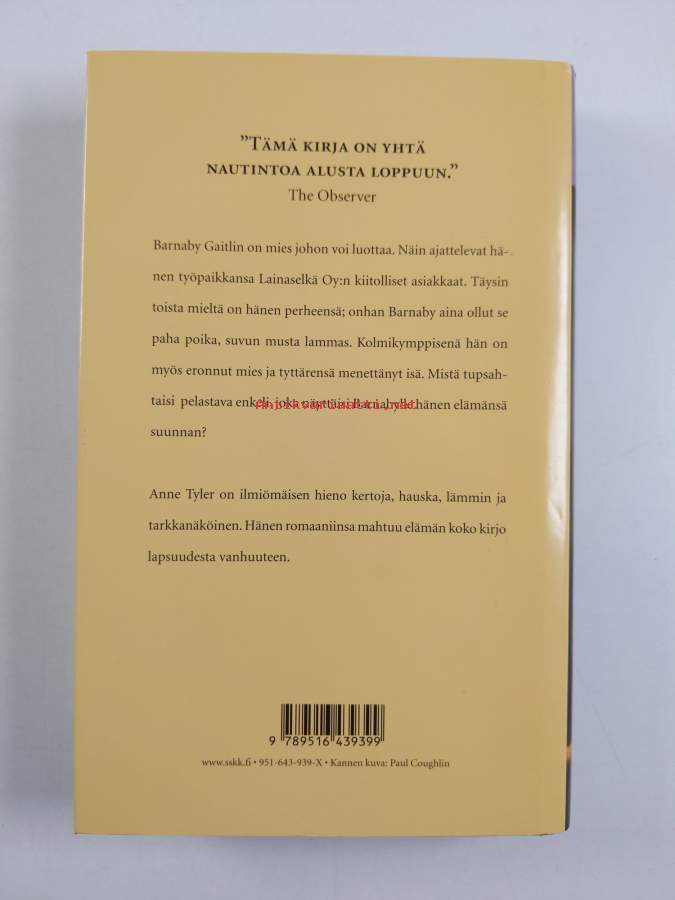 ”TÄMÄ KIRJA ON YHTÄ
NAUTINTOA ALUSTA LOPPUUN.”
The Observer
Barnaby Gaitlin on mies johon voi luottaa. Näin ajattelevat hä-
nen työpaikkansa Lainaselkä Oy:n kiitolliset asiakkaat. Täysin
toista mieltä on hänen perheensä; onhan Barnaby aina ollut se
paha poika, suvun musta lammas. Kolmikymppisenä hän on
myös eronnut mies ja tyttärensä menettänyt isä. Mistä tupsah-
taisi pelastava enkeli, joka näyttäisi Barnabylle hänen elämänsä
Antikvariaatti.net
suunnan?
Anne Tyler on ilmiömäisen hieno kertoja, hauska, lämmin ja
tarkkanäköinen. Hänen romaaniinsa mahtuu elämän koko kirjo
lapsuudesta vanhuuteen.
9 789516 439399
www.sskk.fi • 951-643-939-X • Kannen kuva: Paul Coughlin